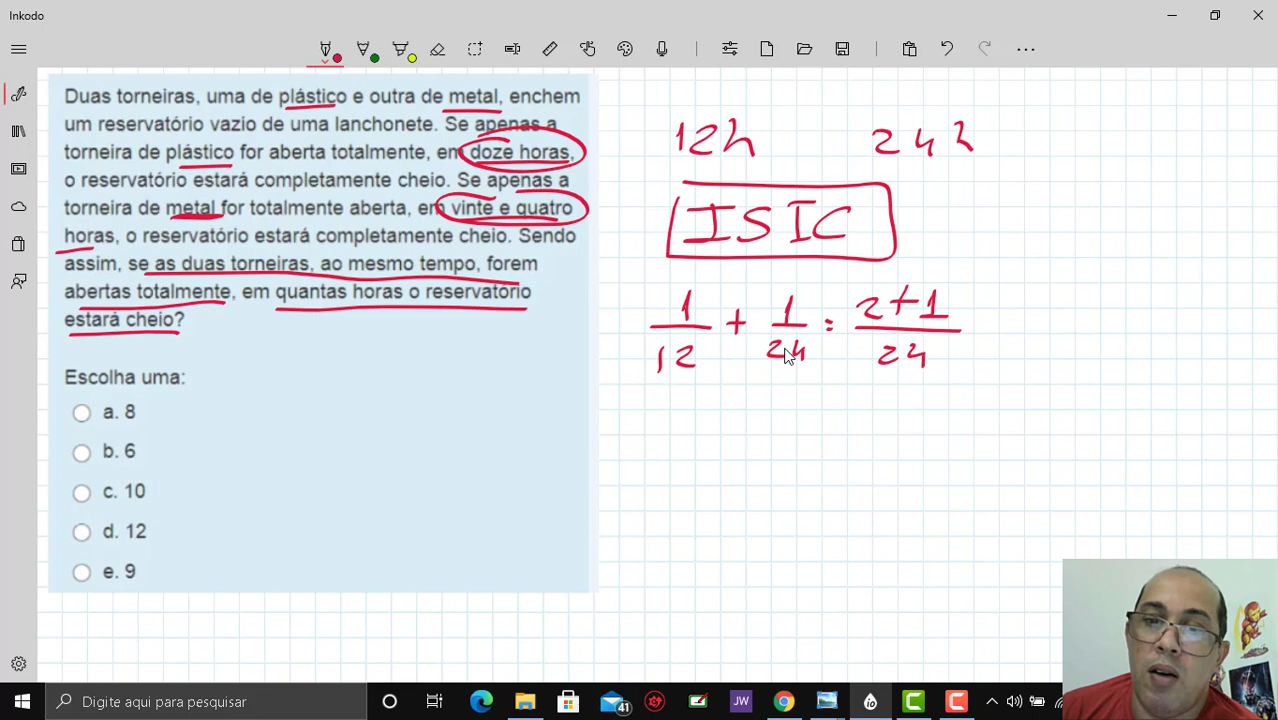 Inkodo
Duas torneiras, uma de plástico e outra de metal, enchem
um reservatório vazio de uma lanchonete. Se apenas a
torneira de plástico for aberta totalmente, em doze horas,
o reservatório estará completamente cheio. Se apenas a
torneira de metal for totalmente aberta, em vinte e quatro
horas, o reservatório estará completamente cheio. Sendo
assim, se as duas torneiras, ao mesmo tempo, forem
abertas totalmente, em quantas horas o reservatório
estará cheio?
Escolha uma:
a. 8
b. 6
c. 10
d. 12
e. 9
12h 24h
ISIC
1/12 + 1/24 = 2+1/24
Digite aqui para pesquisar
41
JW
io
C
C